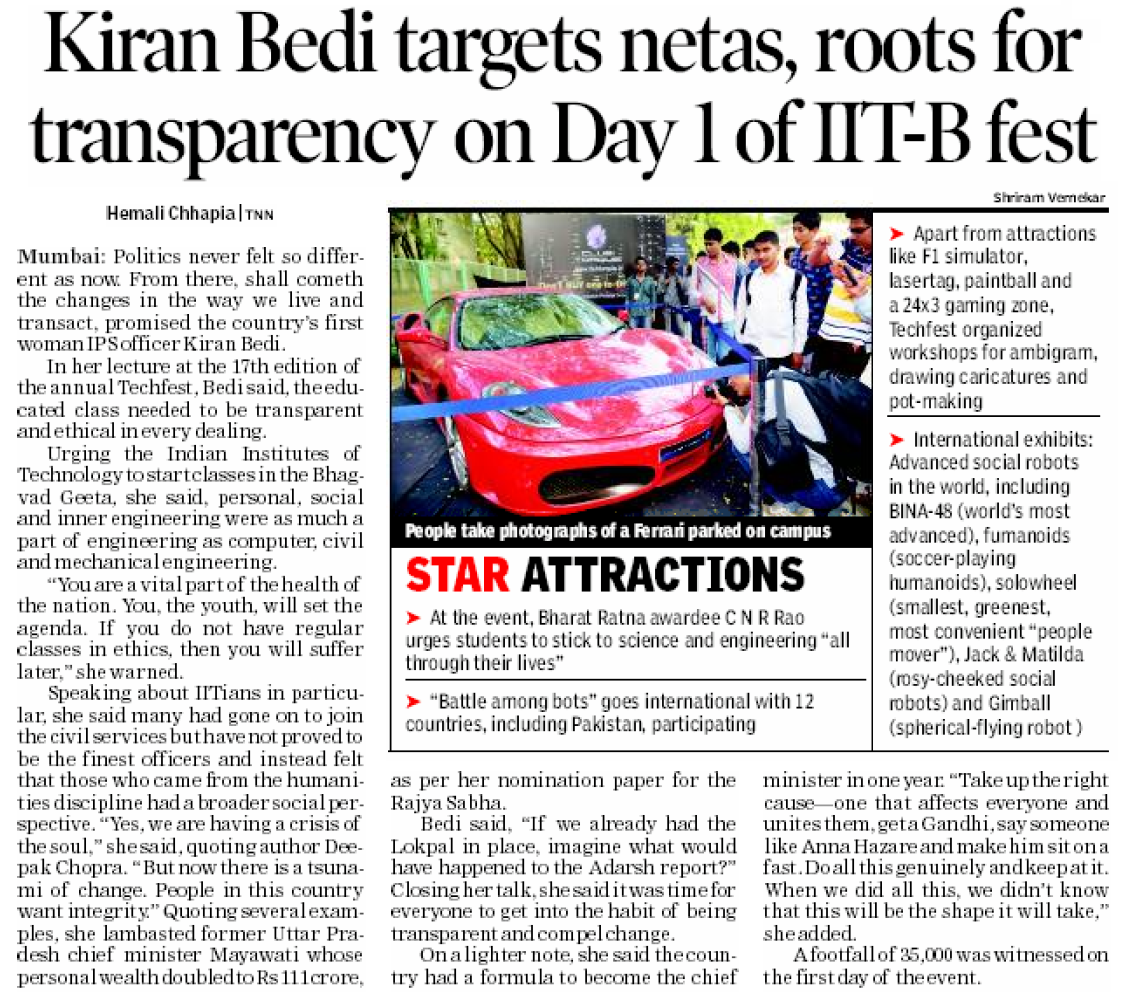 Kiran Bedi targets netas, roots for
transparency on Day 1 of IIT-B fest
Hemali Chhapia | TNN
Mumbai: Politics never felt so differ-
ent as now. From there, shall cometh
the changes in the way we live and
transact, promised the country's first
woman IPS officer Kiran Bedi.
In her lecture at the 17th edition of
the annual Techfest, Bedi said, the edu-
cated class needed to be transparent
and ethical in every dealing.
Urging the Indian Institutes of
Technology to start classes in the Bhag-
vad Geeta, she said, personal, social
and inner engineering were as much a
part of engineering as computer, civil
and mechanical engineering.
“You are a vital part of the health of
the nation. You, the youth, will set the
agenda. If you do not have regular
classes in ethics, then you will suffer
later,” she warned.
Speaking about IITians in particu-
lar, she said many had gone on to join
the civil services but have not proved to
be the finest officers and instead felt
that those who came from the humani-
ties discipline had a broader social per-
spective. “Yes, we are having a crisis of
the soul,” she said, quoting author Dee-
pak Chopra. “But now there is a tsuna-
mi of change. People in this country
want integrity.” Quoting several exam-
ples, she lambasted former Uttar Pra-
desh chief minister Mayawati whose
personal wealth doubled to Rs 111 crore,
Shriram Vernekar
People take photographs of a Ferrari parked on campus
STAR ATTRACTIONS
➤ At the event, Bharat Ratna awardee C N R Rao
urges students to stick to science and engineering “all
through their lives”
➤ “Battle among bots” goes international with 12
countries, including Pakistan, participating
➤ Apart from attractions
like F1 simulator,
lasertag, paintball and
a 24x3 gaming zone,
Techfest organized
workshops for ambigram,
drawing caricatures and
pot-making
➤ International exhibits:
Advanced social robots
in the world, including
BINA-48 (world's most
advanced), fumanoids
(soccer-playing
humanoids), solowheel
(smallest, greenest,
most convenient “people
mover”), Jack & Matilda
(rosy-cheeked social
robots) and Gimball
(spherical-flying robot )
as per her nomination paper for the
Rajya Sabha.
Bedi said, “If we already had the
Lokpal in place, imagine what would
have happened to the Adarsh report?”
Closing her talk, she said it was time for
everyone to get into the habit of being
transparent and compel change.
On a lighter note, she said the coun-
try had a formula to become the chief
minister in one year. “Take up the right
cause—one that affects everyone and
unites them, get a Gandhi, say someone
like Anna Hazare and make him sit on a
fast. Do all this genuinely and keep at it.
When we did all this, we didn't know
that this will be the shape it will take,”
she added.
A footfall of 35,000 was witnessed on
the first day of the event.